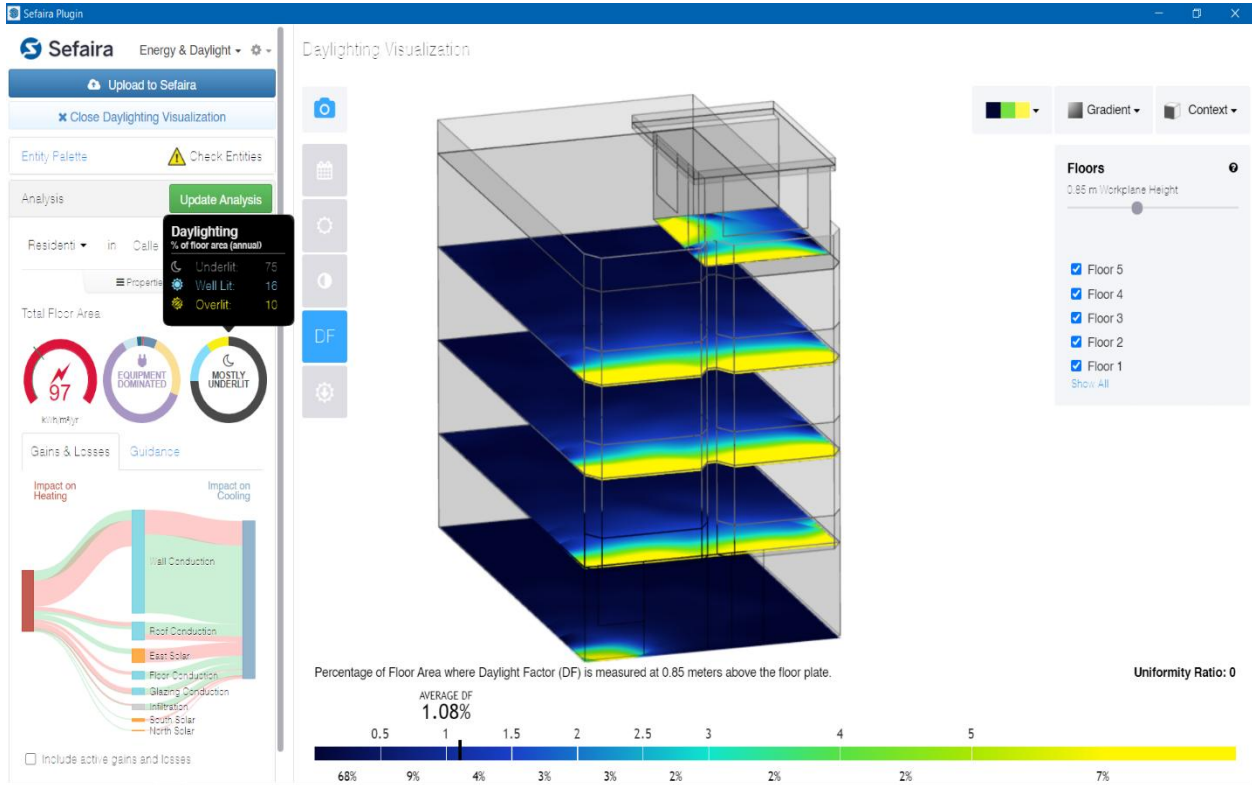 Sefaira Plugin
Sefaira
Energy & Daylight
Upload to Sefaira
Close Daylighting Visualization
Entity Palette
Check Entities
Analysis
Update Analysis
Residenti
in
Calle
Daylighting
% of floor area (annual)
Underlit: 75
Well Lit: 16
Overlit: 10
Propertie
Total Floor Area
97
kWh/m²/yr
EQUIPMENT
DOMINATED
MOSTLY
UNDERLIT
Gains & Losses
Guidance
Impact on
Heating
Impact on
Cooling
Wall Conduction
Roof Conduction
East Solar
Floor Conduction
Glazing Conduction
Infiltration
South Solar
North Solar
Include active gains and losses
Daylighting Visualization
DF
Gradient
Context
Floors
0.85 m Workplane Height
Floor 5
Floor 4
Floor 3
Floor 2
Floor 1
Show All
Percentage of Floor Area where Daylight Factor (DF) is measured at 0.85 meters above the floor plate.
Uniformity Ratio: 0
AVERAGE DF
1.08%
0.5 1 1.5 2 2.5 3 4 5
68% 9% 4% 3% 3% 2% 2% 2% 7%